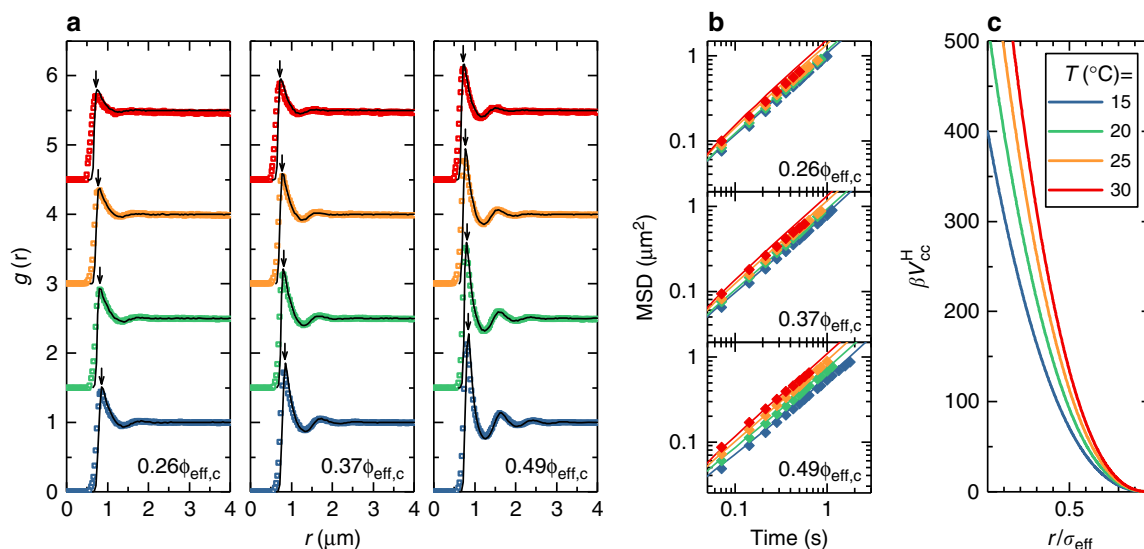 a
g (r)
6
5
4
3
2
1
0
0.26ϕeff,c
0.37ϕeff,c
0.49ϕeff,c
0 1 2 3 4
0 1 2 3 4
0 1 2 3 4
r (μm)
b
MSD (μm²)
1
0.1
0.26ϕeff,c
1
0.1
0.37ϕeff,c
1
0.1
0.49ϕeff,c
0.1 1
Time (s)
c
βVᴴcc
500
400
300
200
100
0
T (°C)=
15
20
25
30
0.5
r/σeff